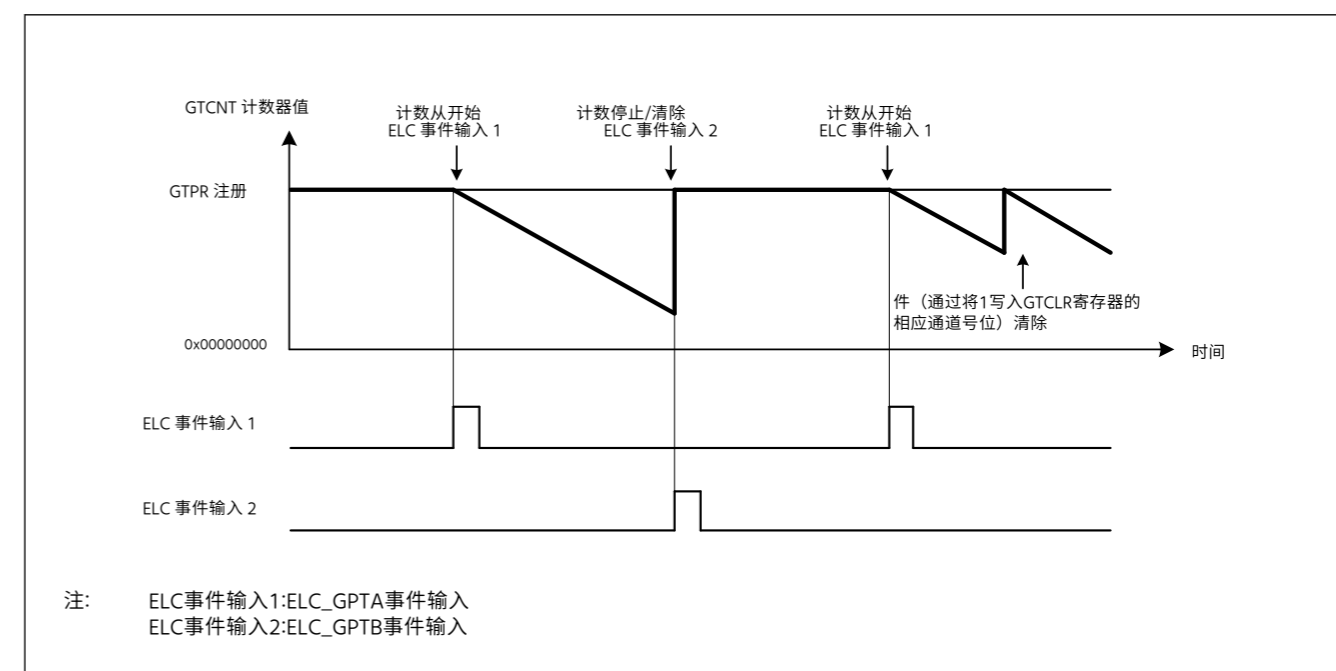 GTCNT 计数器值
计数从开始
ELC 事件输入 1
计数停止/清除
ELC 事件输入 2
计数从开始
ELC 事件输入 1
GTPR 注册
件（通过将1写入GTCLR寄存器的
相应通道号位）清除
0x00000000
时间
ELC 事件输入 1
ELC 事件输入 2
注: ELC事件输入1:ELC_GPTA事件输入
ELC事件输入2:ELC_GPTB事件输入